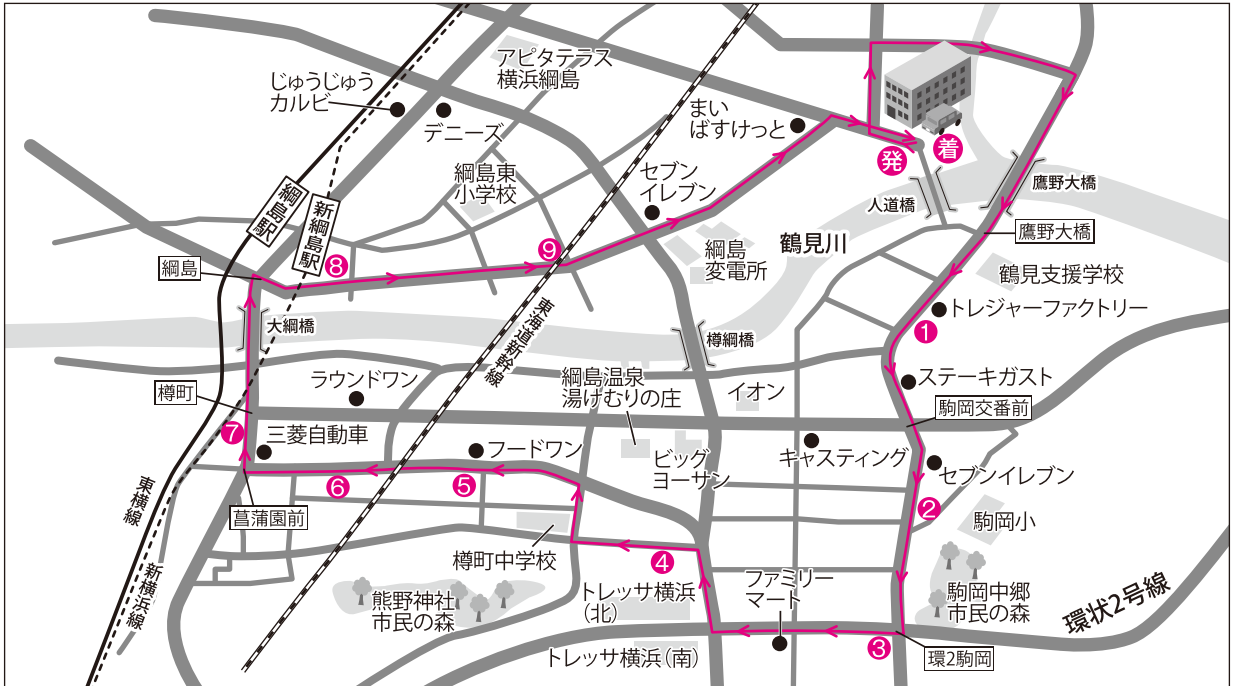 アピタテラス
横浜綱島
じゅうじゅう
カルビ
デニーズ
まい
ばすけっと
発
着
綱島東
小学校
セブン
イレブン
人道橋
鷹野大橋
鷹野大橋
綱島駅
新綱島駅
綱島
8
9
綱島
変電所
鶴見川
鶴見支援学校
トレジャーファクトリー
1
大綱橋
東海道新幹線
樽綱橋
ラウンドワン
綱島温泉
湯けむりの庄
イオン
ステーキガスト
樽町
駒岡交番前
7
三菱自動車
フードワン
ビッグ
ヨーサン
キャスティング
セブンイレブン
6
5
2
菖蒲園前
駒岡小
東横線
樽町中学校
4
新横浜線
熊野神社
市民の森
トレッサ横浜
(北)
ファミリー
マート
駒岡中郷
市民の森
環状2号線
トレッサ横浜(南)
3
環2駒岡